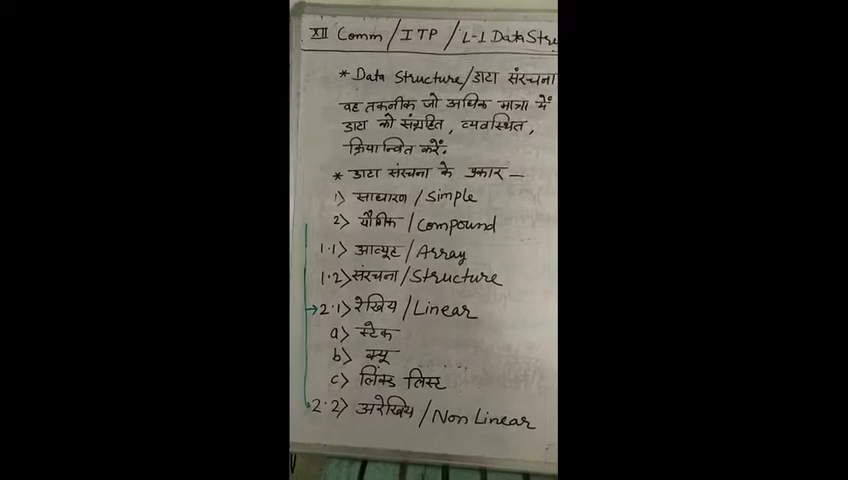 XII Comm / ITP / L-1 Data Stru
* Data Structure / डाटा संरचना
वह तकनीक जो अधिक मात्रा में
डाटा को संग्रहित, व्यवस्थित,
क्रियान्वित करें.
* डाटा संरचना के प्रकार –
1) साधारण / Simple
2) यौगिक / Compound
1.1) आव्यूह / Array
1.2) संरचना / Structure
2.1) रेखिय / Linear
a) स्टेक
b) क्यू
c) लिंक्ड लिस्ट
2.2) अरेखिय / Non Linear